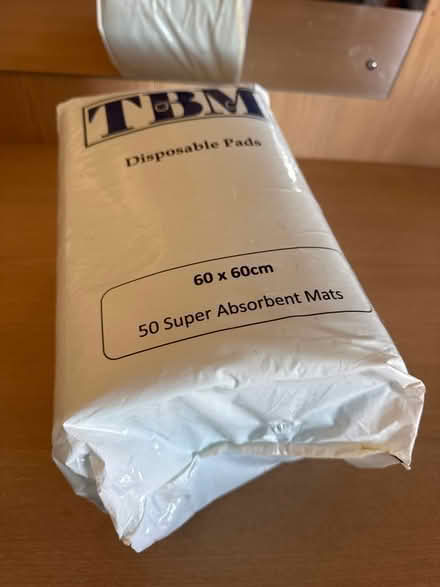 TBM
Disposable Pads
60 x 60cm
50 Super Absorbent Mats